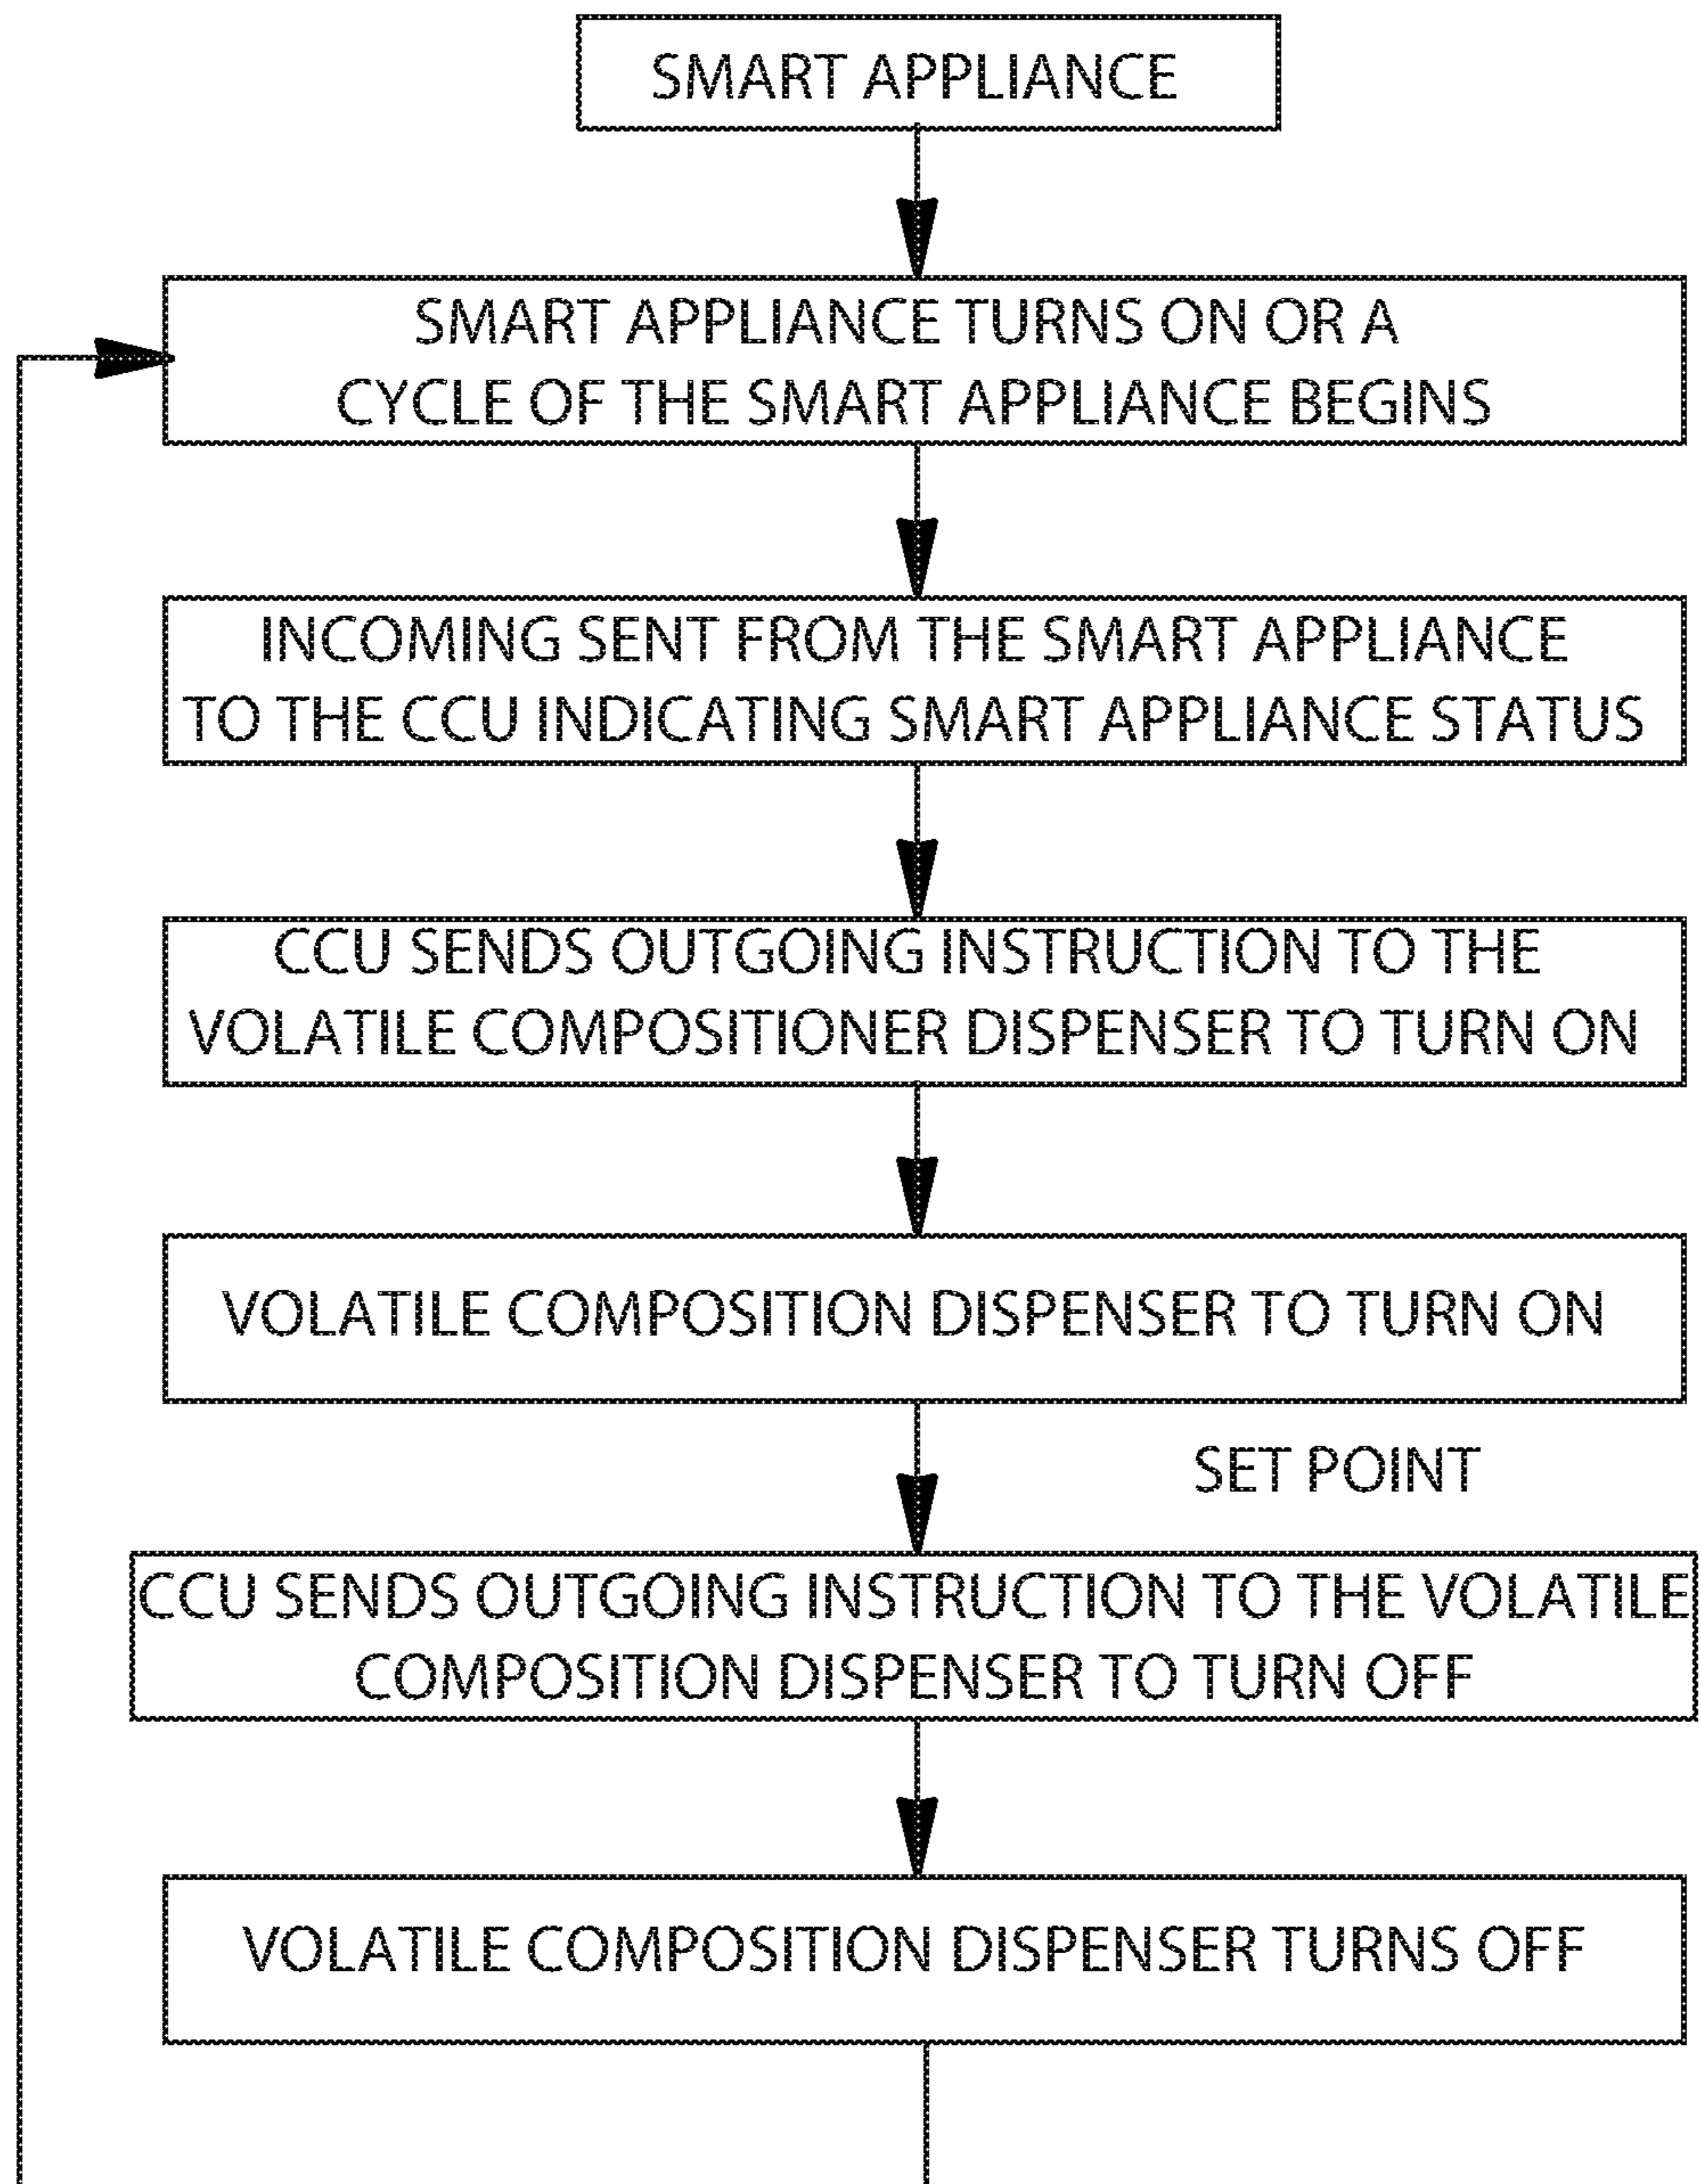 SMART APPLIANCE
SMART APPLIANCE TURNS ON OR A
CYCLE OF THE SMART APPLIANCE BEGINS
INCOMING SENT FROM THE SMART APPLIANCE
TO THE CCU INDICATING SMART APPLIANCE STATUS
CCU SENDS OUTGOING INSTRUCTION TO THE
VOLATILE COMPOSITIONER DISPENSER TO TURN ON
VOLATILE COMPOSITION DISPENSER TO TURN ON
SET POINT
CCU SENDS OUTGOING INSTRUCTION TO THE VOLATILE
COMPOSITION DISPENSER TO TURN OFF
VOLATILE COMPOSITION DISPENSER TURNS OFF